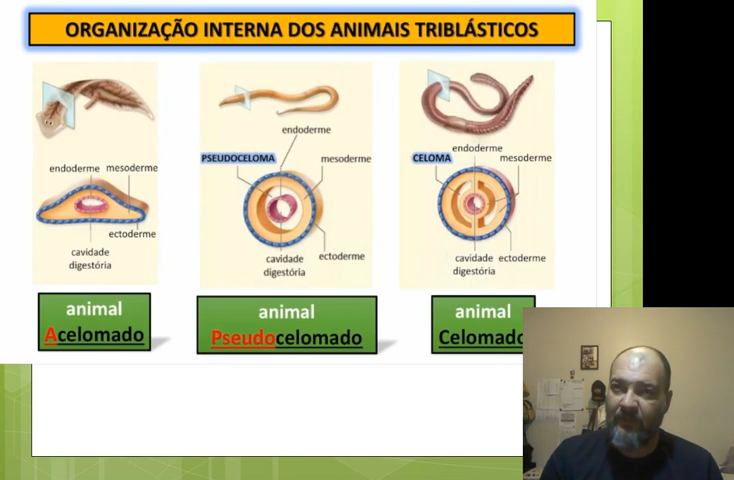 ORGANIZAÇÃO INTERNA DOS ANIMAIS TRIBLÁSTICOS
endoderme mesoderme
ectoderme
cavidade
digestória
animal
Acelomado
endoderme
PSEUDOCELOMA
mesoderme
ectoderme
cavidade
digestória
animal
Pseudocelomado
endoderme
CELOMA
mesoderme
cavidade
digestória
ectoderme
animal
Celomado